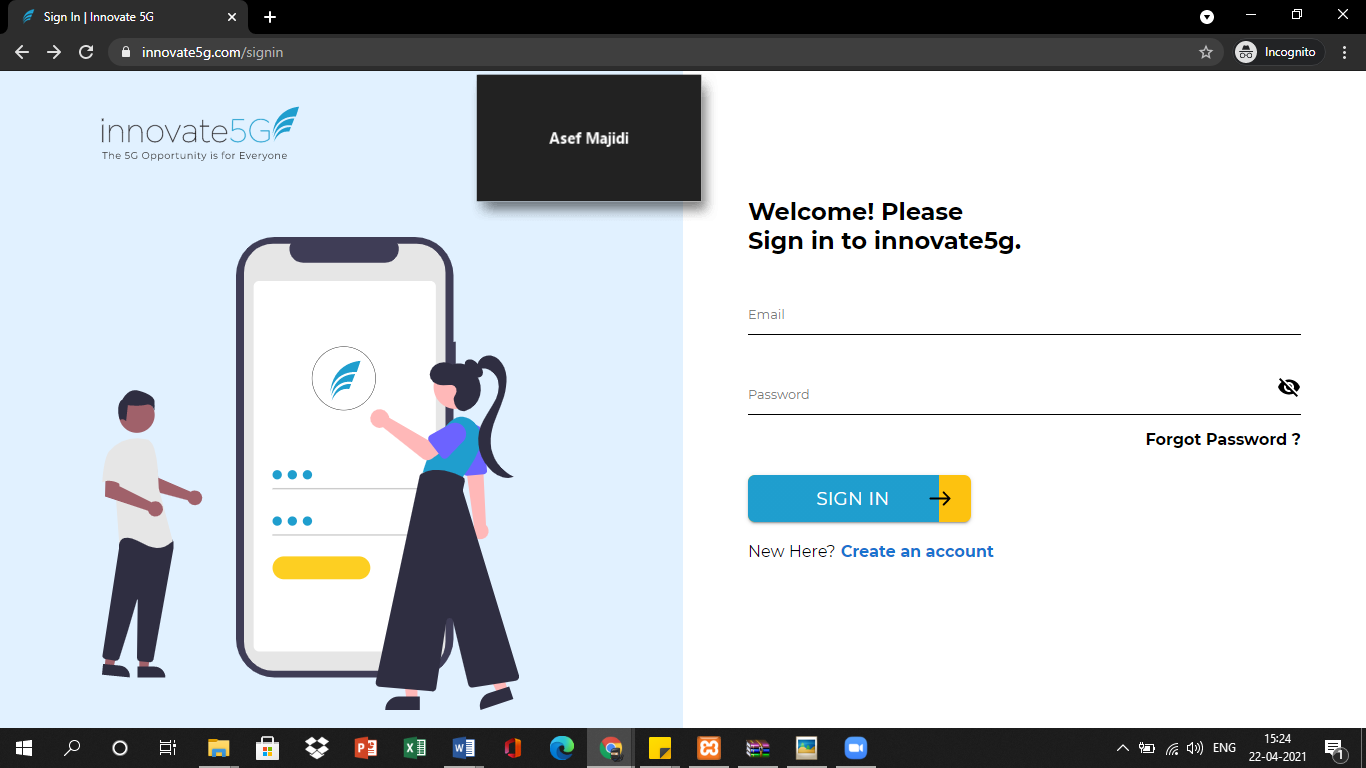 Sign In | Innovate 5G
innovate5g.com/signin
Incognito
innovate5G
The 5G Opportunity is for Everyone
Asef Majidi
Welcome! Please
Sign in to innovate5g.
Email
Password
Forgot Password ?
SIGN IN
New Here? Create an account
ENG
15:24
22-04-2021
1